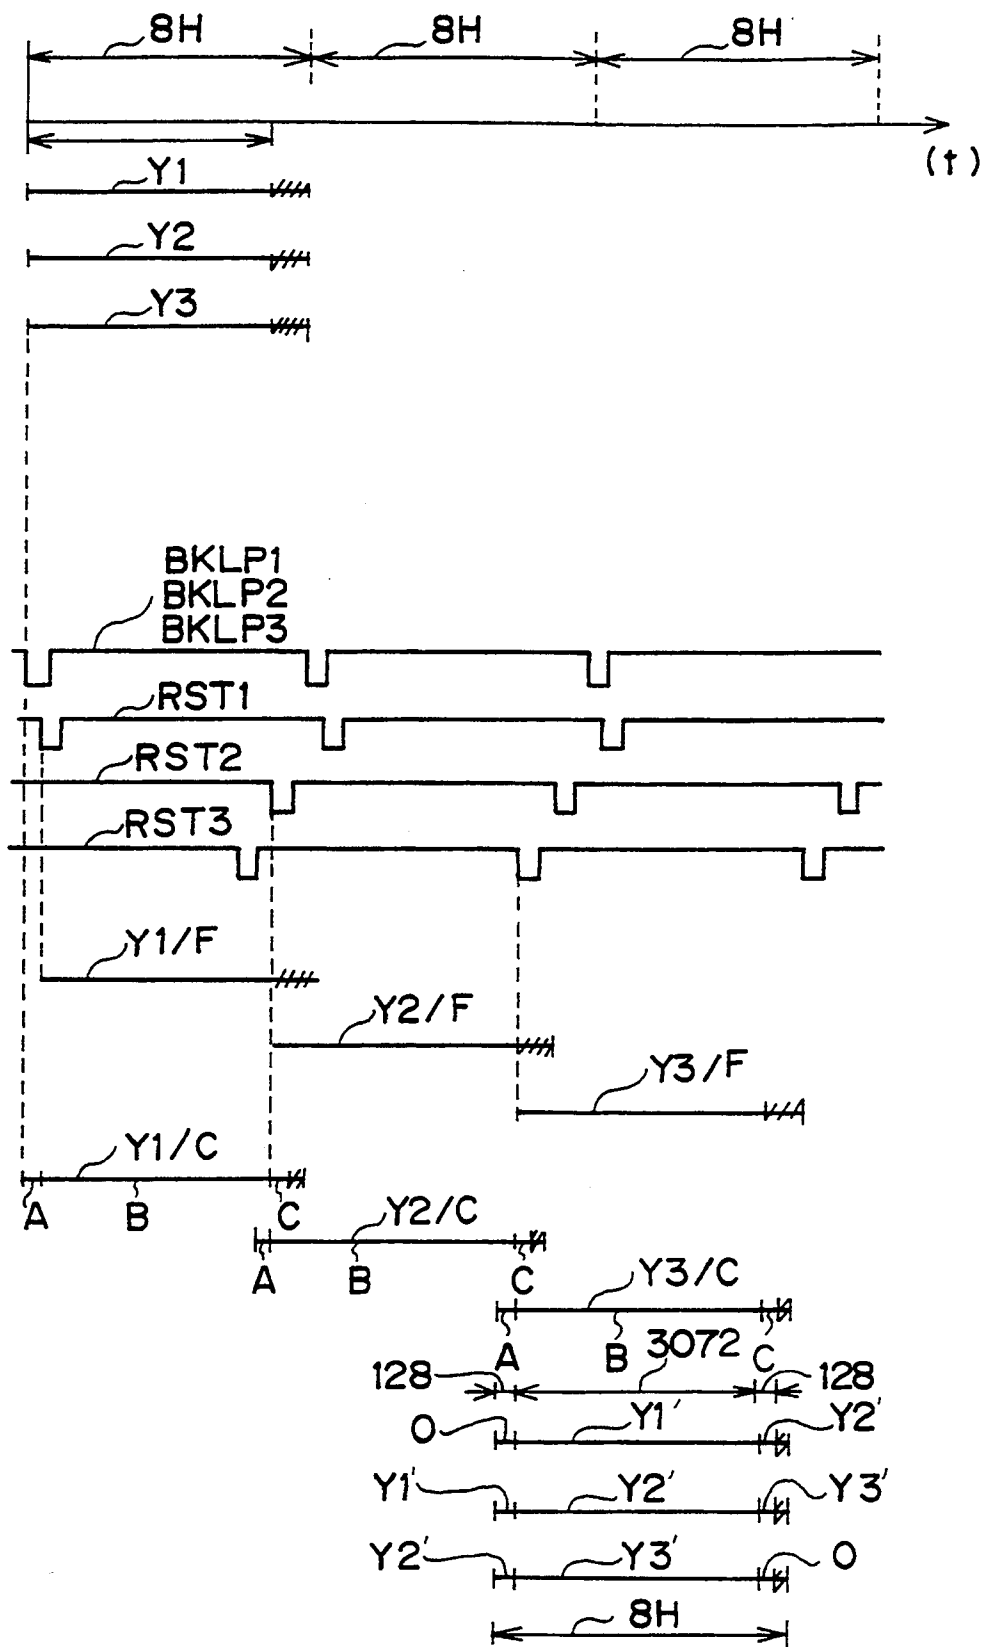 8H 8H 8H
(t)
Y1
Y2
Y3
BKLP1
BKLP2
BKLP3
RST1
RST2
RST3
Y1/F
Y2/F
Y3/F
Y1/C
A B C
Y2/C
A B C
Y3/C
A B C
128 3072 128
0 Y1' Y2'
Y1' Y2' Y3'
Y2' Y3' 0
8H